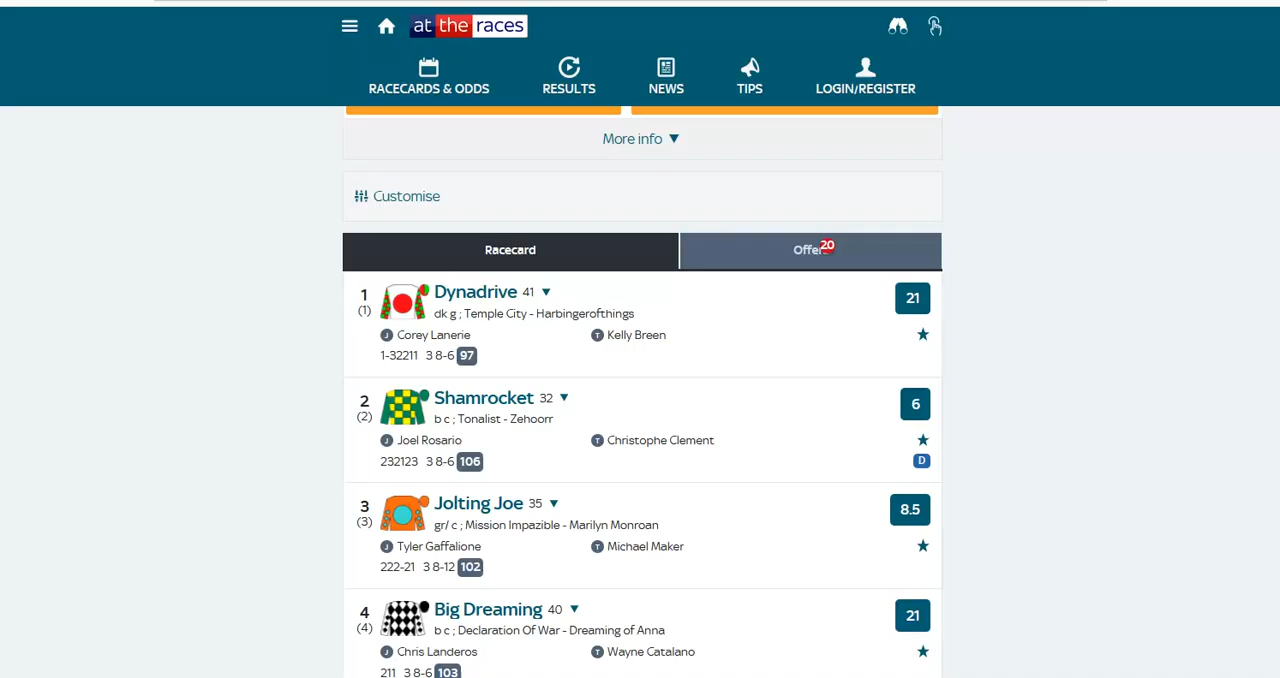 at the races
RACECARDS & ODDS RESULTS NEWS TIPS LOGIN/REGISTER
More info ▼
Customise
Racecard Offers 20
1 Dynadrive 41 ▼ 21
(1) dk g ; Temple City - Harbingerofthings
J Corey Lanerie T Kelly Breen ★
1-32211 3 8-6 97
2 Shamrocket 32 ▼ 6
(2) b c ; Tonalist - Zehoorr
J Joel Rosario T Christophe Clement ★
232123 3 8-6 106 D
3 Jolting Joe 35 ▼ 8.5
(3) gr/ c ; Mission Impazible - Marilyn Monroan
J Tyler Gaffalione T Michael Maker ★
222-21 3 8-12 102
4 Big Dreaming 40 ▼ 21
(4) b c ; Declaration Of War - Dreaming of Anna
J Chris Landeros T Wayne Catalano ★
211 3 8-6 103